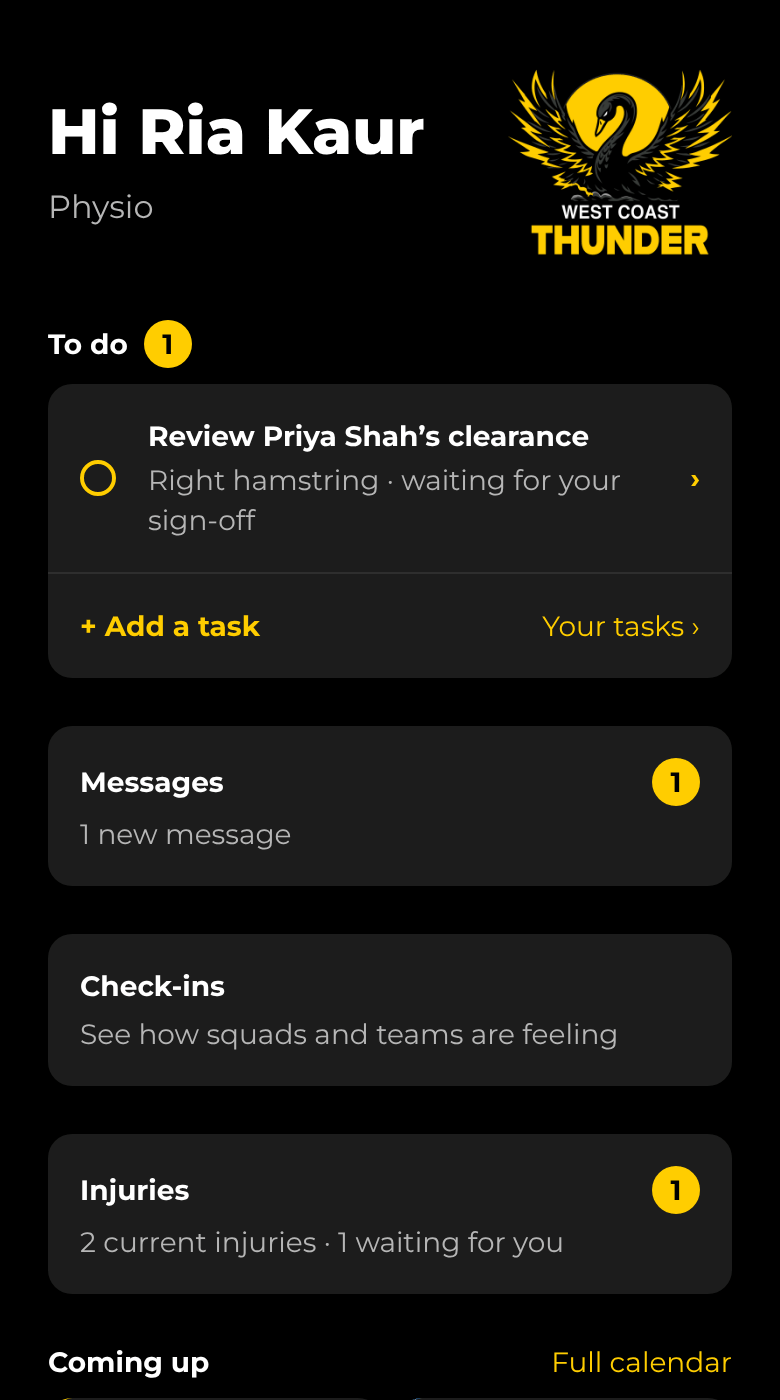 Hi Ria Kaur
Physio
WEST COAST
THUNDER
To do 1
Review Priya Shah’s clearance
Right hamstring · waiting for your
sign-off
›
+ Add a task
Your tasks ›
Messages
1
1 new message
Check-ins
See how squads and teams are feeling
Injuries
1
2 current injuries · 1 waiting for you
Coming up
Full calendar